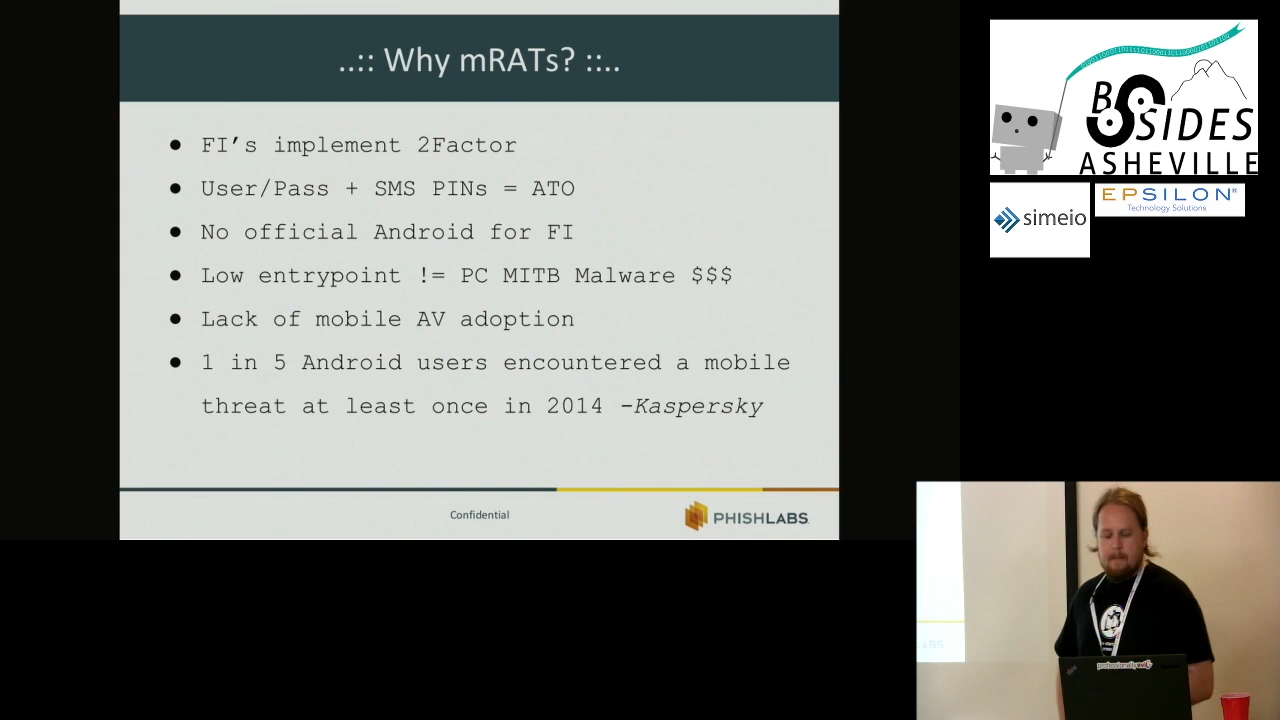 ..:: Why mRATs? ::..
● FI’s implement 2Factor
● User/Pass + SMS PINs = ATO
● No official Android for FI
● Low entrypoint != PC MITB Malware $$$
● Lack of mobile AV adoption
● 1 in 5 Android users encountered a mobile
threat at least once in 2014 -Kaspersky
Confidential
PHISHLABS
BSIDES
ASHEVILLE
simeio
EPSILON®
Technology Solutions
ABS
professionallyevil